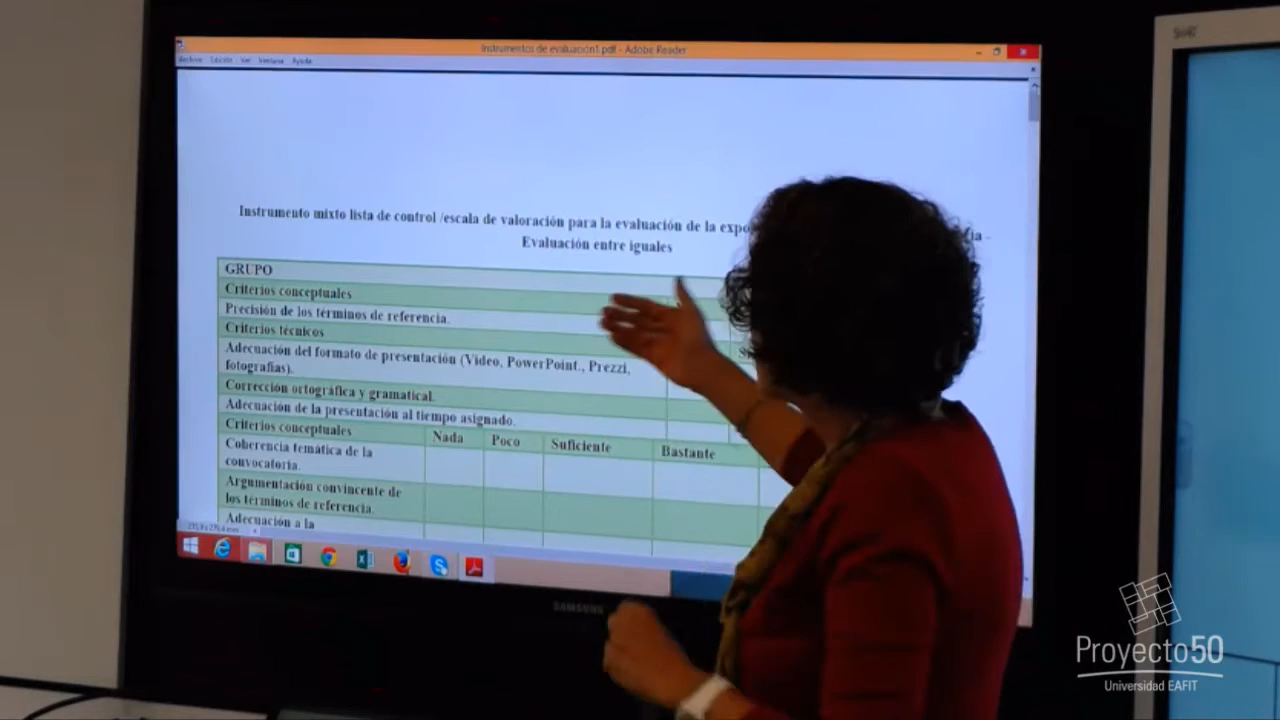 Instrumentos de evaluación1.pdf - Adobe Reader
Archivo Edición Ver Ventana Ayuda
Instrumento mixto lista de control /escala de valoración para la evaluación de la expo
Evaluación entre iguales
GRUPO
Criterios conceptuales
Precisión de los términos de referencia.
Criterios técnicos
Adecuación del formato de presentación (Video, PowerPoint., Prezzi,
fotografías).
Corrección ortográfica y gramatical.
Adecuación de la presentación al tiempo asignado.
Criterios conceptuales Nada Poco Suficiente Bastante
Coherencia temática de la
convocatoria.
Argumentación convincente de
los términos de referencia.
Adecuación a la
SAMSUNG
Proyecto50
Universidad EAFIT